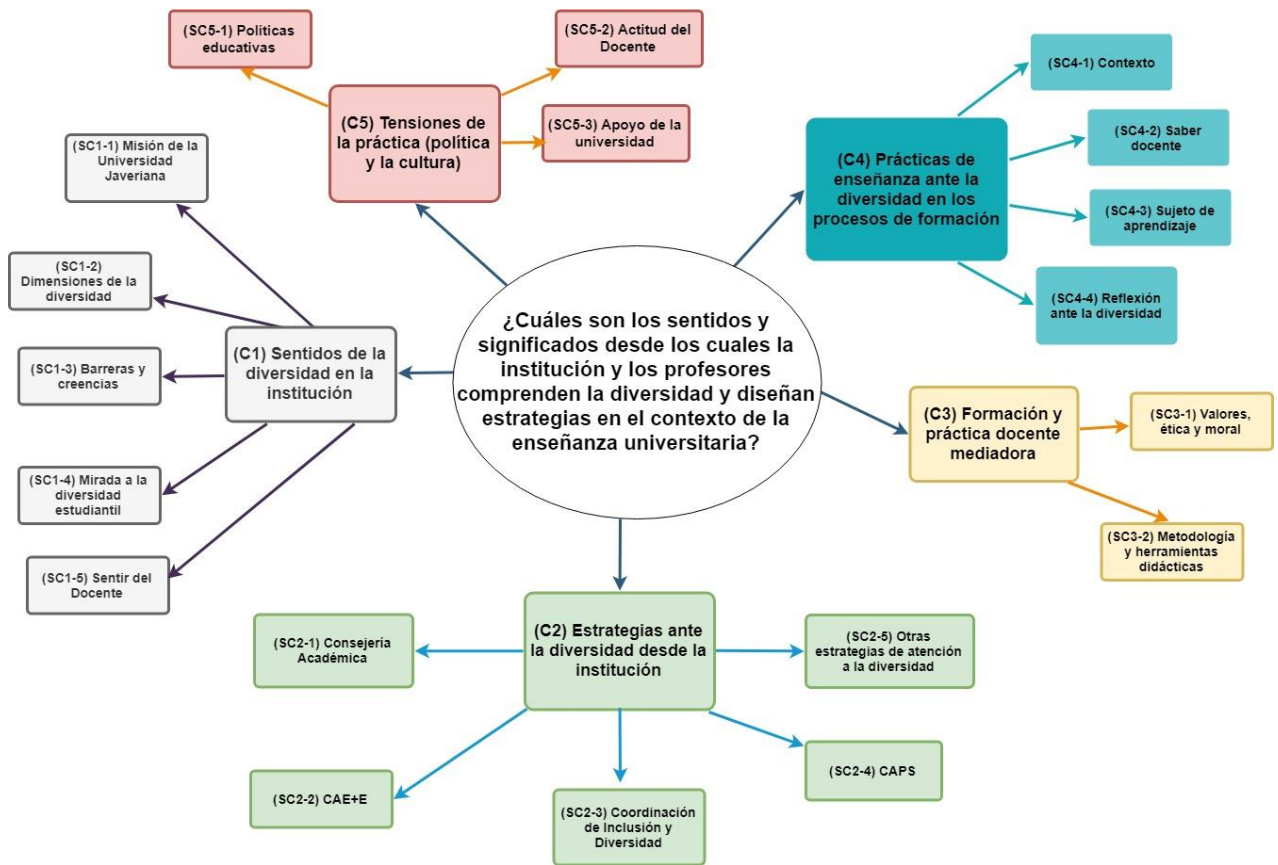 (SC5-1) Políticas
educativas
(SC5-2) Actitud del
Docente
(SC5-3) Apoyo de la
universidad
(C5) Tensiones de
la práctica (política
y la cultura)
(SC4-1) Contexto
(SC4-2) Saber
docente
(SC4-3) Sujeto de
aprendizaje
(SC4-4) Reflexión
ante la diversidad
(C4) Prácticas de
enseñanza ante la
diversidad en los
procesos de formación
(SC1-1) Misión de la
Universidad
Javeriana
(SC1-2)
Dimensiones de la
diversidad
(SC1-3) Barreras y
creencias
(SC1-4) Mirada a la
diversidad
estudiantil
(SC1-5) Sentir del
Docente
(C1) Sentidos de la
diversidad en la
institución
¿Cuáles son los sentidos y
significados desde los cuales la
institución y los profesores
comprenden la diversidad y diseñan
estrategias en el contexto de la
enseñanza universitaria?
(C3) Formación y
práctica docente
mediadora
(SC3-1) Valores,
ética y moral
(SC3-2) Metodología
y herramientas
didácticas
(C2) Estrategias ante
la diversidad desde la
institución
(SC2-1) Consejería
Académica
(SC2-5) Otras
estrategias de atención
a la diversidad
(SC2-2) CAE+E
(SC2-3) Coordinación
de Inclusión y
Diversidad
(SC2-4) CAPS